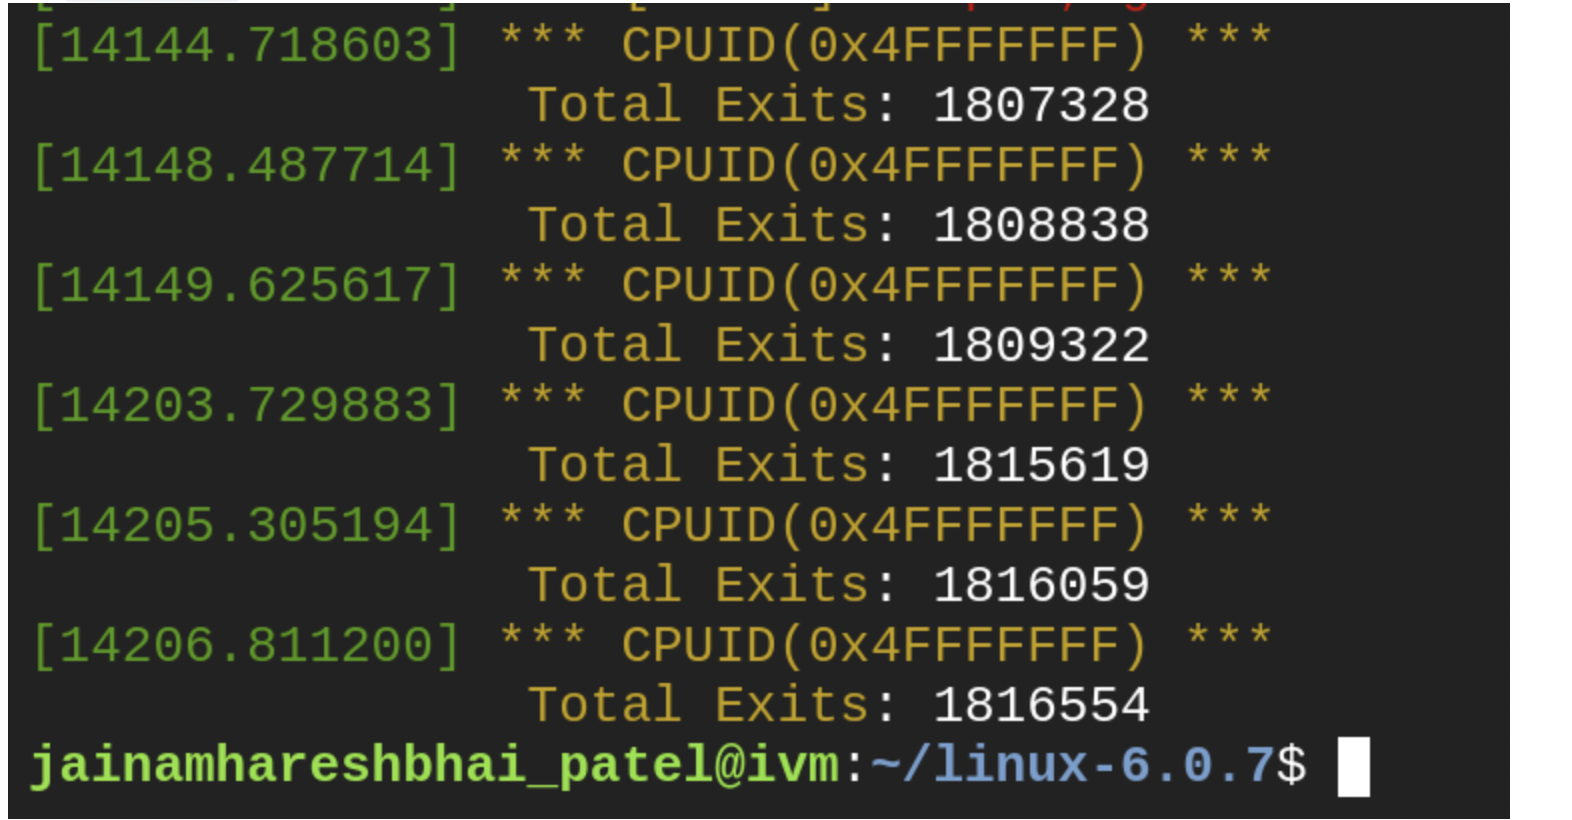 [14144.718603] *** CPUID(0x4FFFFFFF) ***
Total Exits: 1807328
[14148.487714] *** CPUID(0x4FFFFFFF) ***
Total Exits: 1808838
[14149.625617] *** CPUID(0x4FFFFFFF) ***
Total Exits: 1809322
[14203.729883] *** CPUID(0x4FFFFFFF) ***
Total Exits: 1815619
[14205.305194] *** CPUID(0x4FFFFFFF) ***
Total Exits: 1816059
[14206.811200] *** CPUID(0x4FFFFFFF) ***
Total Exits: 1816554
jainamhareshbhai_patel@ivm:~/linux-6.0.7$